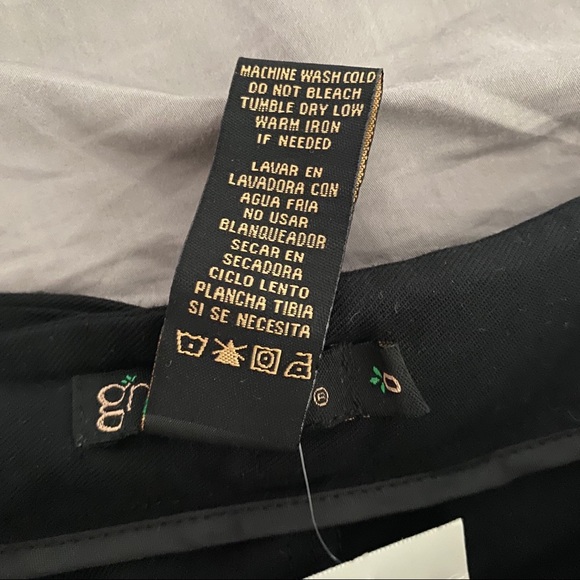 MACHINE WASH COLD
DO NOT BLEACH
TUMBLE DRY LOW
WARM IRON
IF NEEDED
LAVAR EN
LAVADORA CON
AGUA FRIA
NO USAR
BLANQUEADOR
SECAR EN
SECADORA
CICLO LENTO
PLANCHA TIBIA
SI SE NECESITA
®